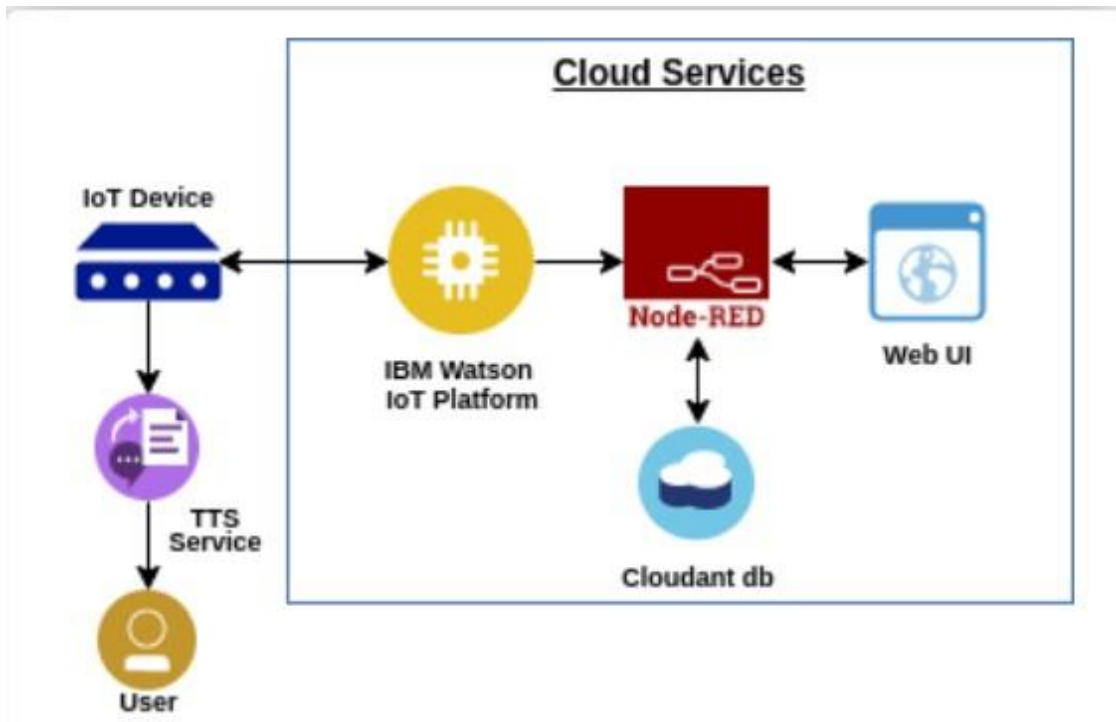 Cloud Services
IoT Device
IBM Watson
IoT Platform
Node-RED
Web UI
TTS
Service
Cloudant db
User